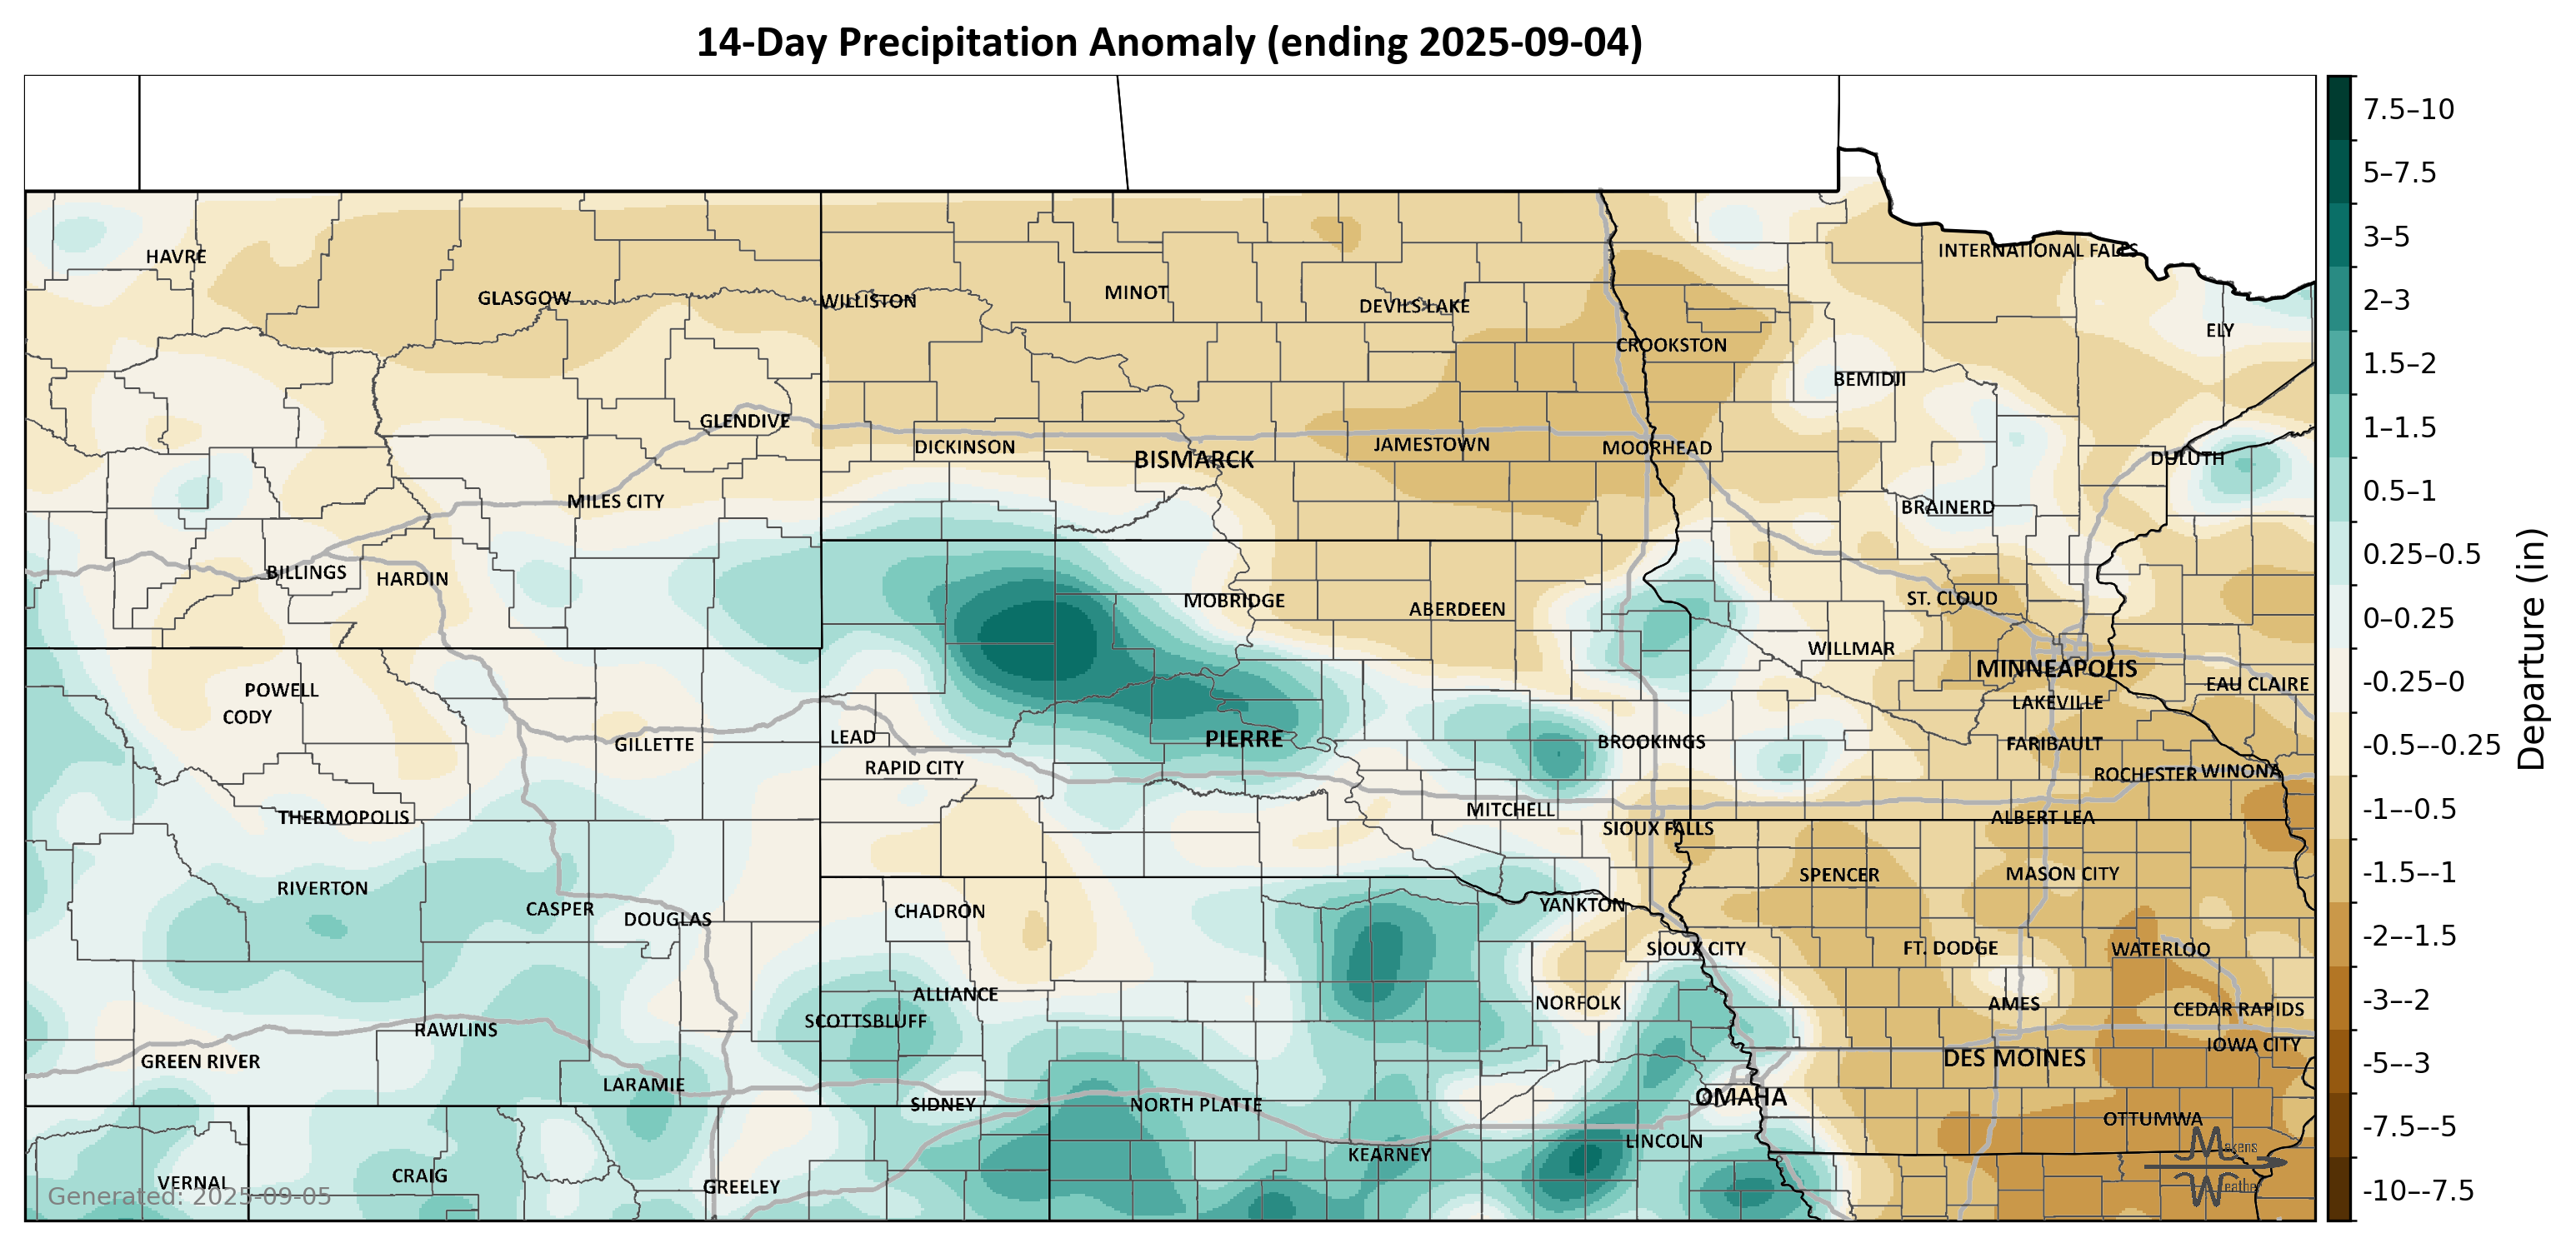 14-Day Precipitation Anomaly (ending 2025-09-04)
HAVRE
INTERNATIONAL FALLS
GLASGOW
WILLISTON
MINOT
DEVILS LAKE
ELY
CROOKSTON
BEMIDJI
GLENDIVE
DICKINSON
BISMARCK
JAMESTOWN
MOORHEAD
DULUTH
MILES CITY
BRAINERD
BILLINGS
HARDIN
MOBRIDGE
ABERDEEN
ST. CLOUD
WILLMAR
MINNEAPOLIS
POWELL
EAU CLAIRE
CODY
LAKEVILLE
GILLETTE
LEAD
PIERRE
BROOKINGS
FARIBAULT
RAPID CITY
ROCHESTER
WINONA
THERMOPOLIS
MITCHELL
ALBERT LEA
SIOUX FALLS
RIVERTON
SPENCER
MASON CITY
CASPER
DOUGLAS
CHADRON
YANKTON
SIOUX CITY
FT. DODGE
WATERLOO
ALLIANCE
NORFOLK
AMES
CEDAR RAPIDS
SCOTTSBLUFF
RAWLINS
IOWA CITY
GREEN RIVER
DES MOINES
LARAMIE
OMAHA
SIDNEY
NORTH PLATTE
OTTUMWA
LINCOLN
KEARNEY
VERNAL
CRAIG
GREELEY
Generated: 2025-09-05
Makens
Weather
7.5–10
5–7.5
3–5
2–3
1.5–2
1–1.5
0.5–1
0.25–0.5
0–0.25
-0.25–0
-0.5–-0.25
-1–-0.5
-1.5–-1
-2–-1.5
-3–-2
-5–-3
-7.5–-5
-10–-7.5
Departure (in)